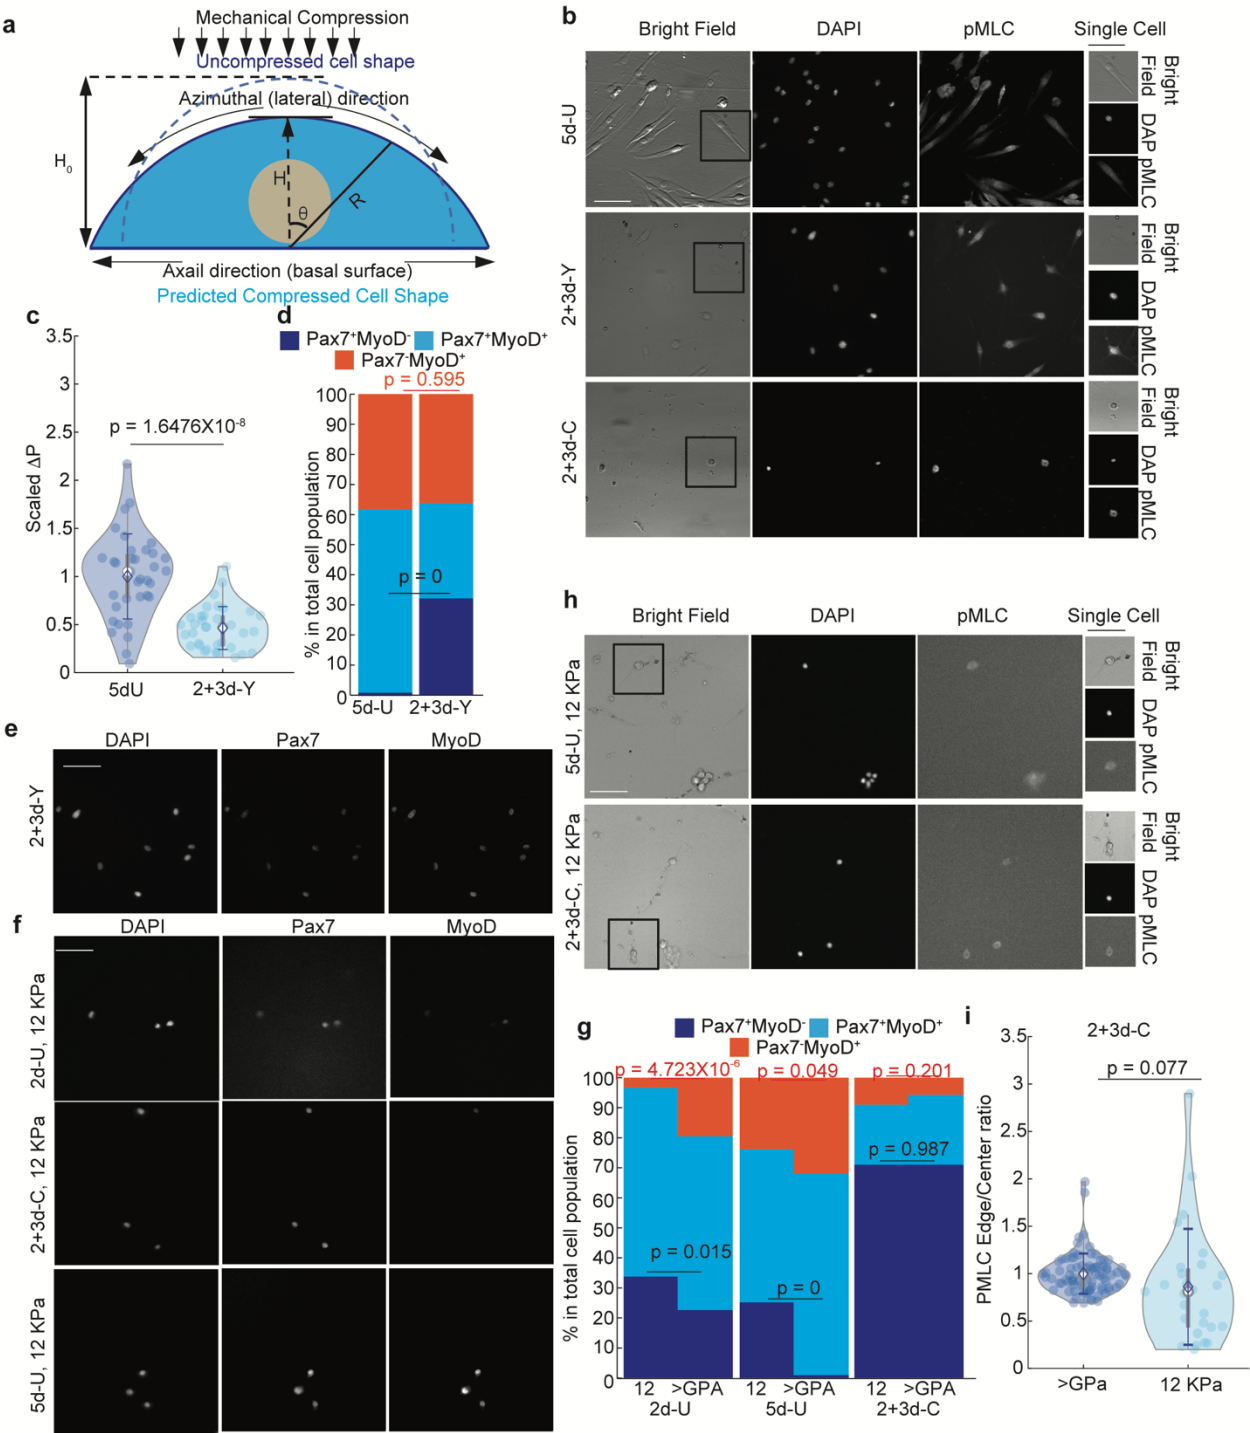 a
Mechanical Compression
Uncompressed cell shape
Azimuthal (lateral) direction
H0
H
R
θ
Axail direction (basal surface)
Predicted Compressed Cell Shape
b
Bright Field
DAPI
pMLC
Single Cell
5d-U
Bright Field
DAP
pMLC
2+3d-Y
Bright Field
DAP
pMLC
2+3d-C
Bright Field
DAP
pMLC
c
3.5
3
2.5
2
1.5
1
0.5
0
Scaled ΔP
p = 1.6476X10-8
5dU
2+3d-Y
d
Pax7+MyoD-
Pax7+MyoD+
Pax7-MyoD+
p = 0.595
100
90
80
70
60
50
40
30
20
10
0
% in total cell population
p = 0
5d-U
2+3d-Y
e
DAPI
Pax7
MyoD
2+3d-Y
f
DAPI
Pax7
MyoD
2d-U, 12 KPa
2+3d-C, 12 KPa
5d-U, 12 KPa
h
Bright Field
DAPI
pMLC
Single Cell
5d-U, 12 KPa
Bright Field
DAP
pMLC
2+3d-C, 12 KPa
Bright Field
DAP
pMLC
g
Pax7+MyoD-
Pax7+MyoD+
Pax7-MyoD+
p = 4.723X10-6
p = 0.049
p = 0.201
100
90
80
70
60
50
40
30
20
10
0
% in total cell population
p = 0.015
p = 0
p = 0.987
12 >GPA
12 >GPA
12 >GPA
2d-U
5d-U
2+3d-C
i
2+3d-C
p = 0.077
3.5
3
2.5
2
1.5
1
0.5
0
PMLC Edge/Center ratio
>GPa
12 KPa